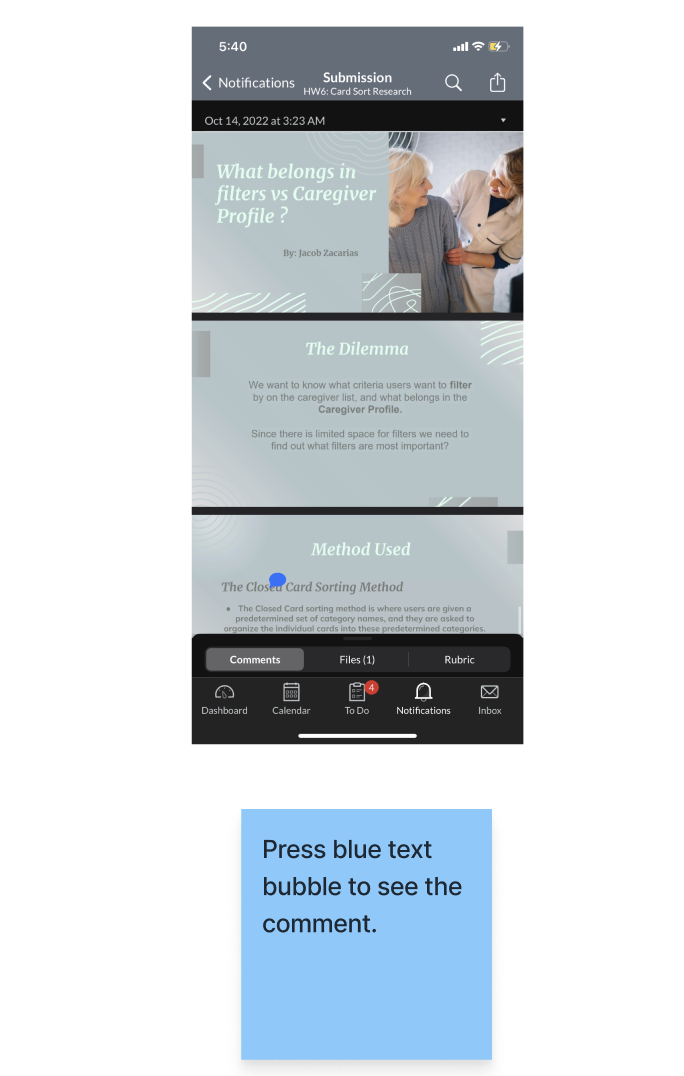 5:40
Notifications
Submission
HW6: Card Sort Research
Oct 14, 2022 at 3:23 AM
What belongs in
filters vs Caregiver
Profile ?
By: Jacob Zacarias
The Dilemma
We want to know what criteria users want to filter
by on the caregiver list, and what belongs in the
Caregiver Profile.
Since there is limited space for filters we need to
find out what filters are most important?
Method Used
The Closed Card Sorting Method
● The Closed Card sorting method is where users are given a
predetermined set of category names, and they are asked to
organize the individual cards into these predetermined categories.
Comments Files (1) Rubric
4
Dashboard Calendar To Do Notifications Inbox
Press blue text
bubble to see the
comment.